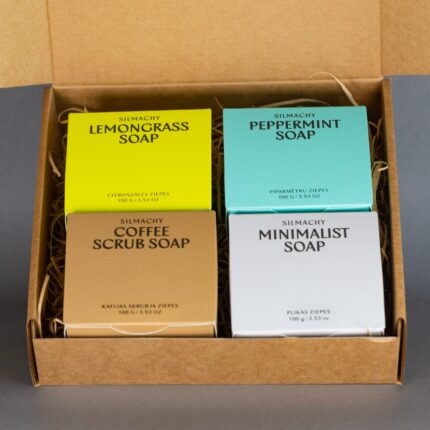 SILMACHY
LEMONGRASS
SOAP
CITRONZĀLES ZIEPES
100 G / 3.53 OZ
SILMACHY
PEPPERMINT
SOAP
PIPARMĒTRU ZIEPES
100 G / 3.53 OZ
SILMACHY
COFFEE
SCRUB SOAP
KAFIJAS SKRUBJA ZIEPES
100 G / 3.53 OZ
SILMACHY
MINIMALIST
SOAP
PLIKĀS ZIEPES
100 g / 3.53 oz